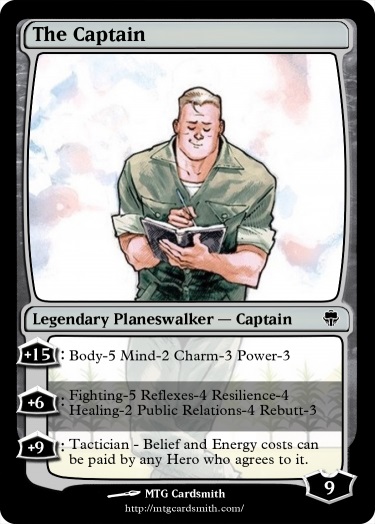 The Captain
Legendary Planeswalker — Captain
+15 : Body-5 Mind-2 Charm-3 Power-3
+6 : Fighting-5 Reflexes-4 Resilience-4
Healing-2 Public Relations-4 Rebutt-3
+9 : Tactician - Belief and Energy costs can
be paid by any Hero who agrees to it.
9
MTG Cardsmith
http://mtgcardsmith.com/